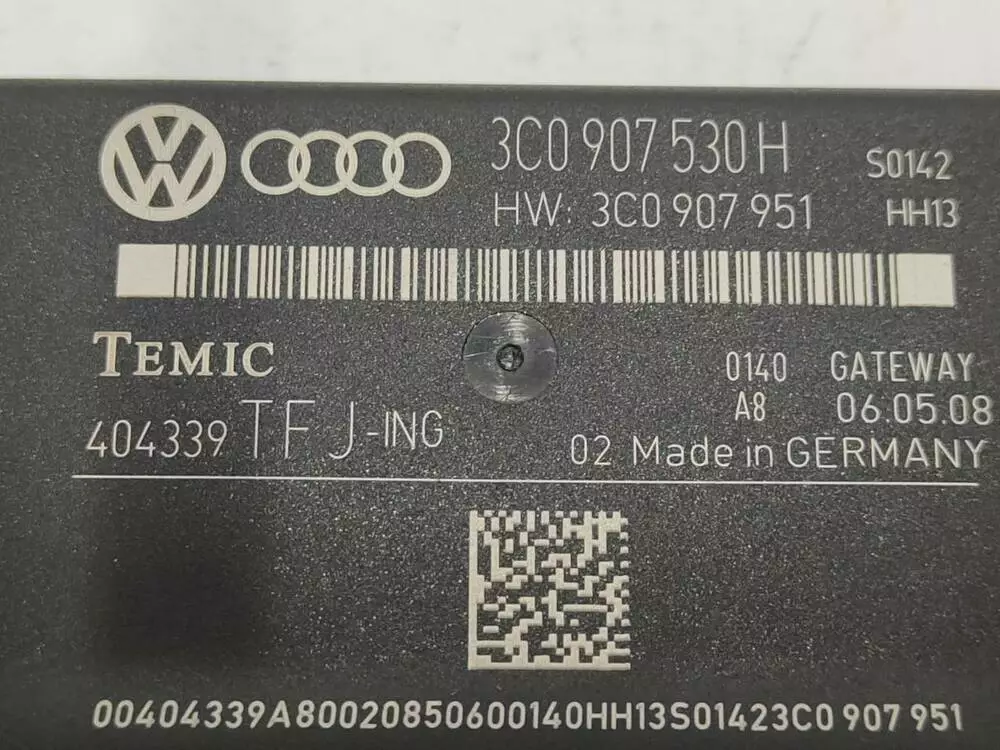 3C0 907 530 H S0142
HW: 3C0 907 951 HH13
TEMIC 0140 GATEWAY
A8 06.05.08
404339 TFJ-ING
02 Made in GERMANY
00404339A80020850600140HH13S01423C0 907 951